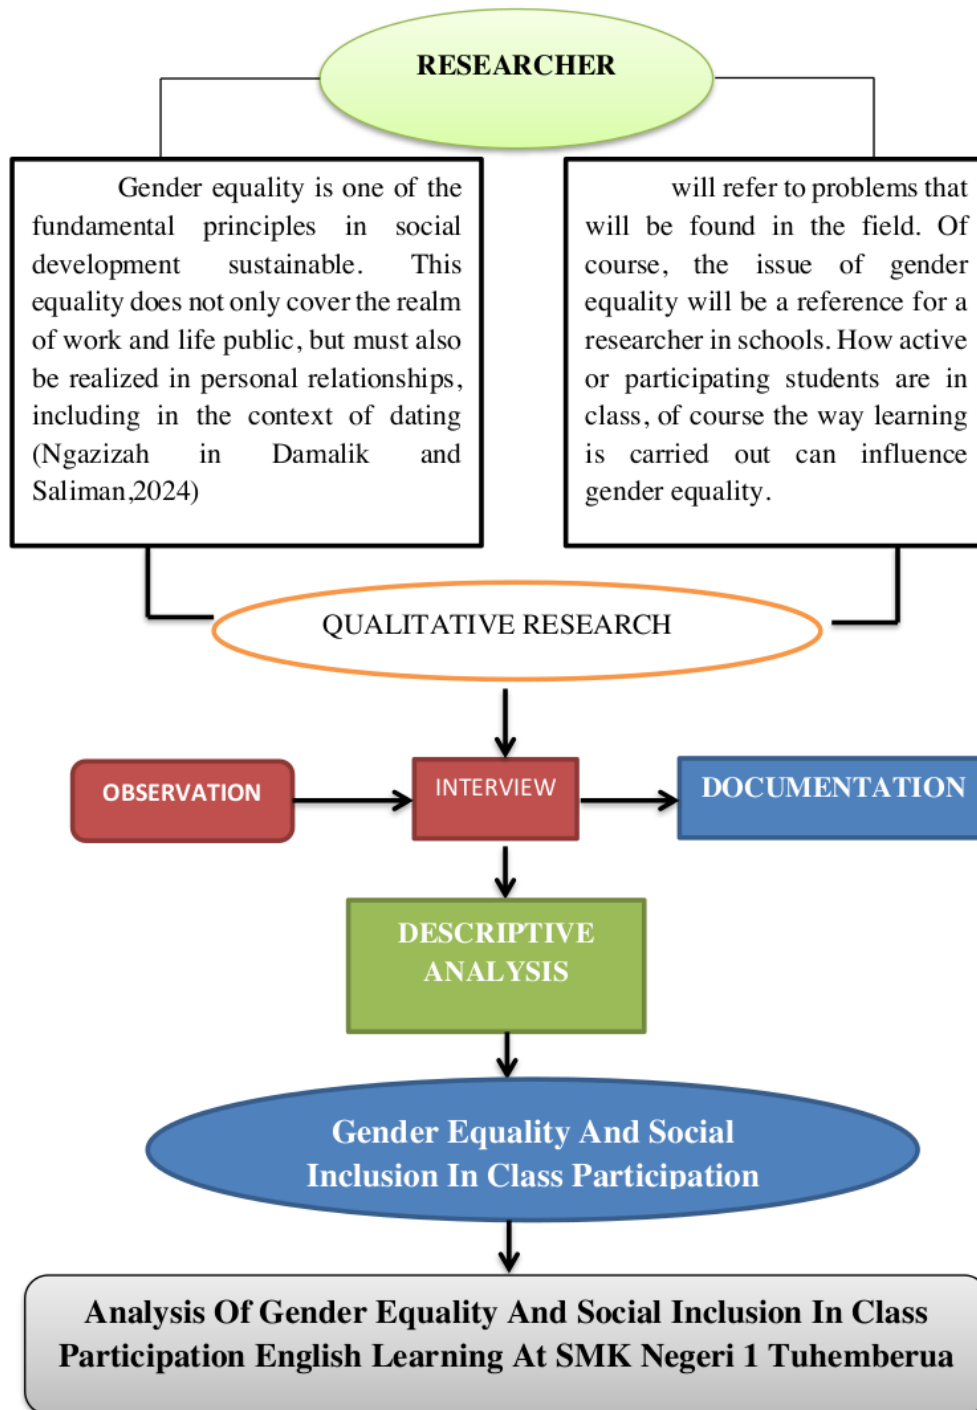 RESEARCHER
Gender equality is one of the
fundamental principles in social
development sustainable. This
equality does not only cover the realm
of work and life public, but must also
be realized in personal relationships,
including in the context of dating
(Ngazizah in Damalik and
Saliman,2024)
will refer to problems that
will be found in the field. Of
course, the issue of gender
equality will be a reference for a
researcher in schools. How active
or participating students are in
class, of course the way learning
is carried out can influence
gender equality.
QUALITATIVE RESEARCH
OBSERVATION
INTERVIEW
DOCUMENTATION
DESCRIPTIVE
ANALYSIS
Gender Equality And Social
Inclusion In Class Participation
Analysis Of Gender Equality And Social Inclusion In Class
Participation English Learning At SMK Negeri 1 Tuhemberua